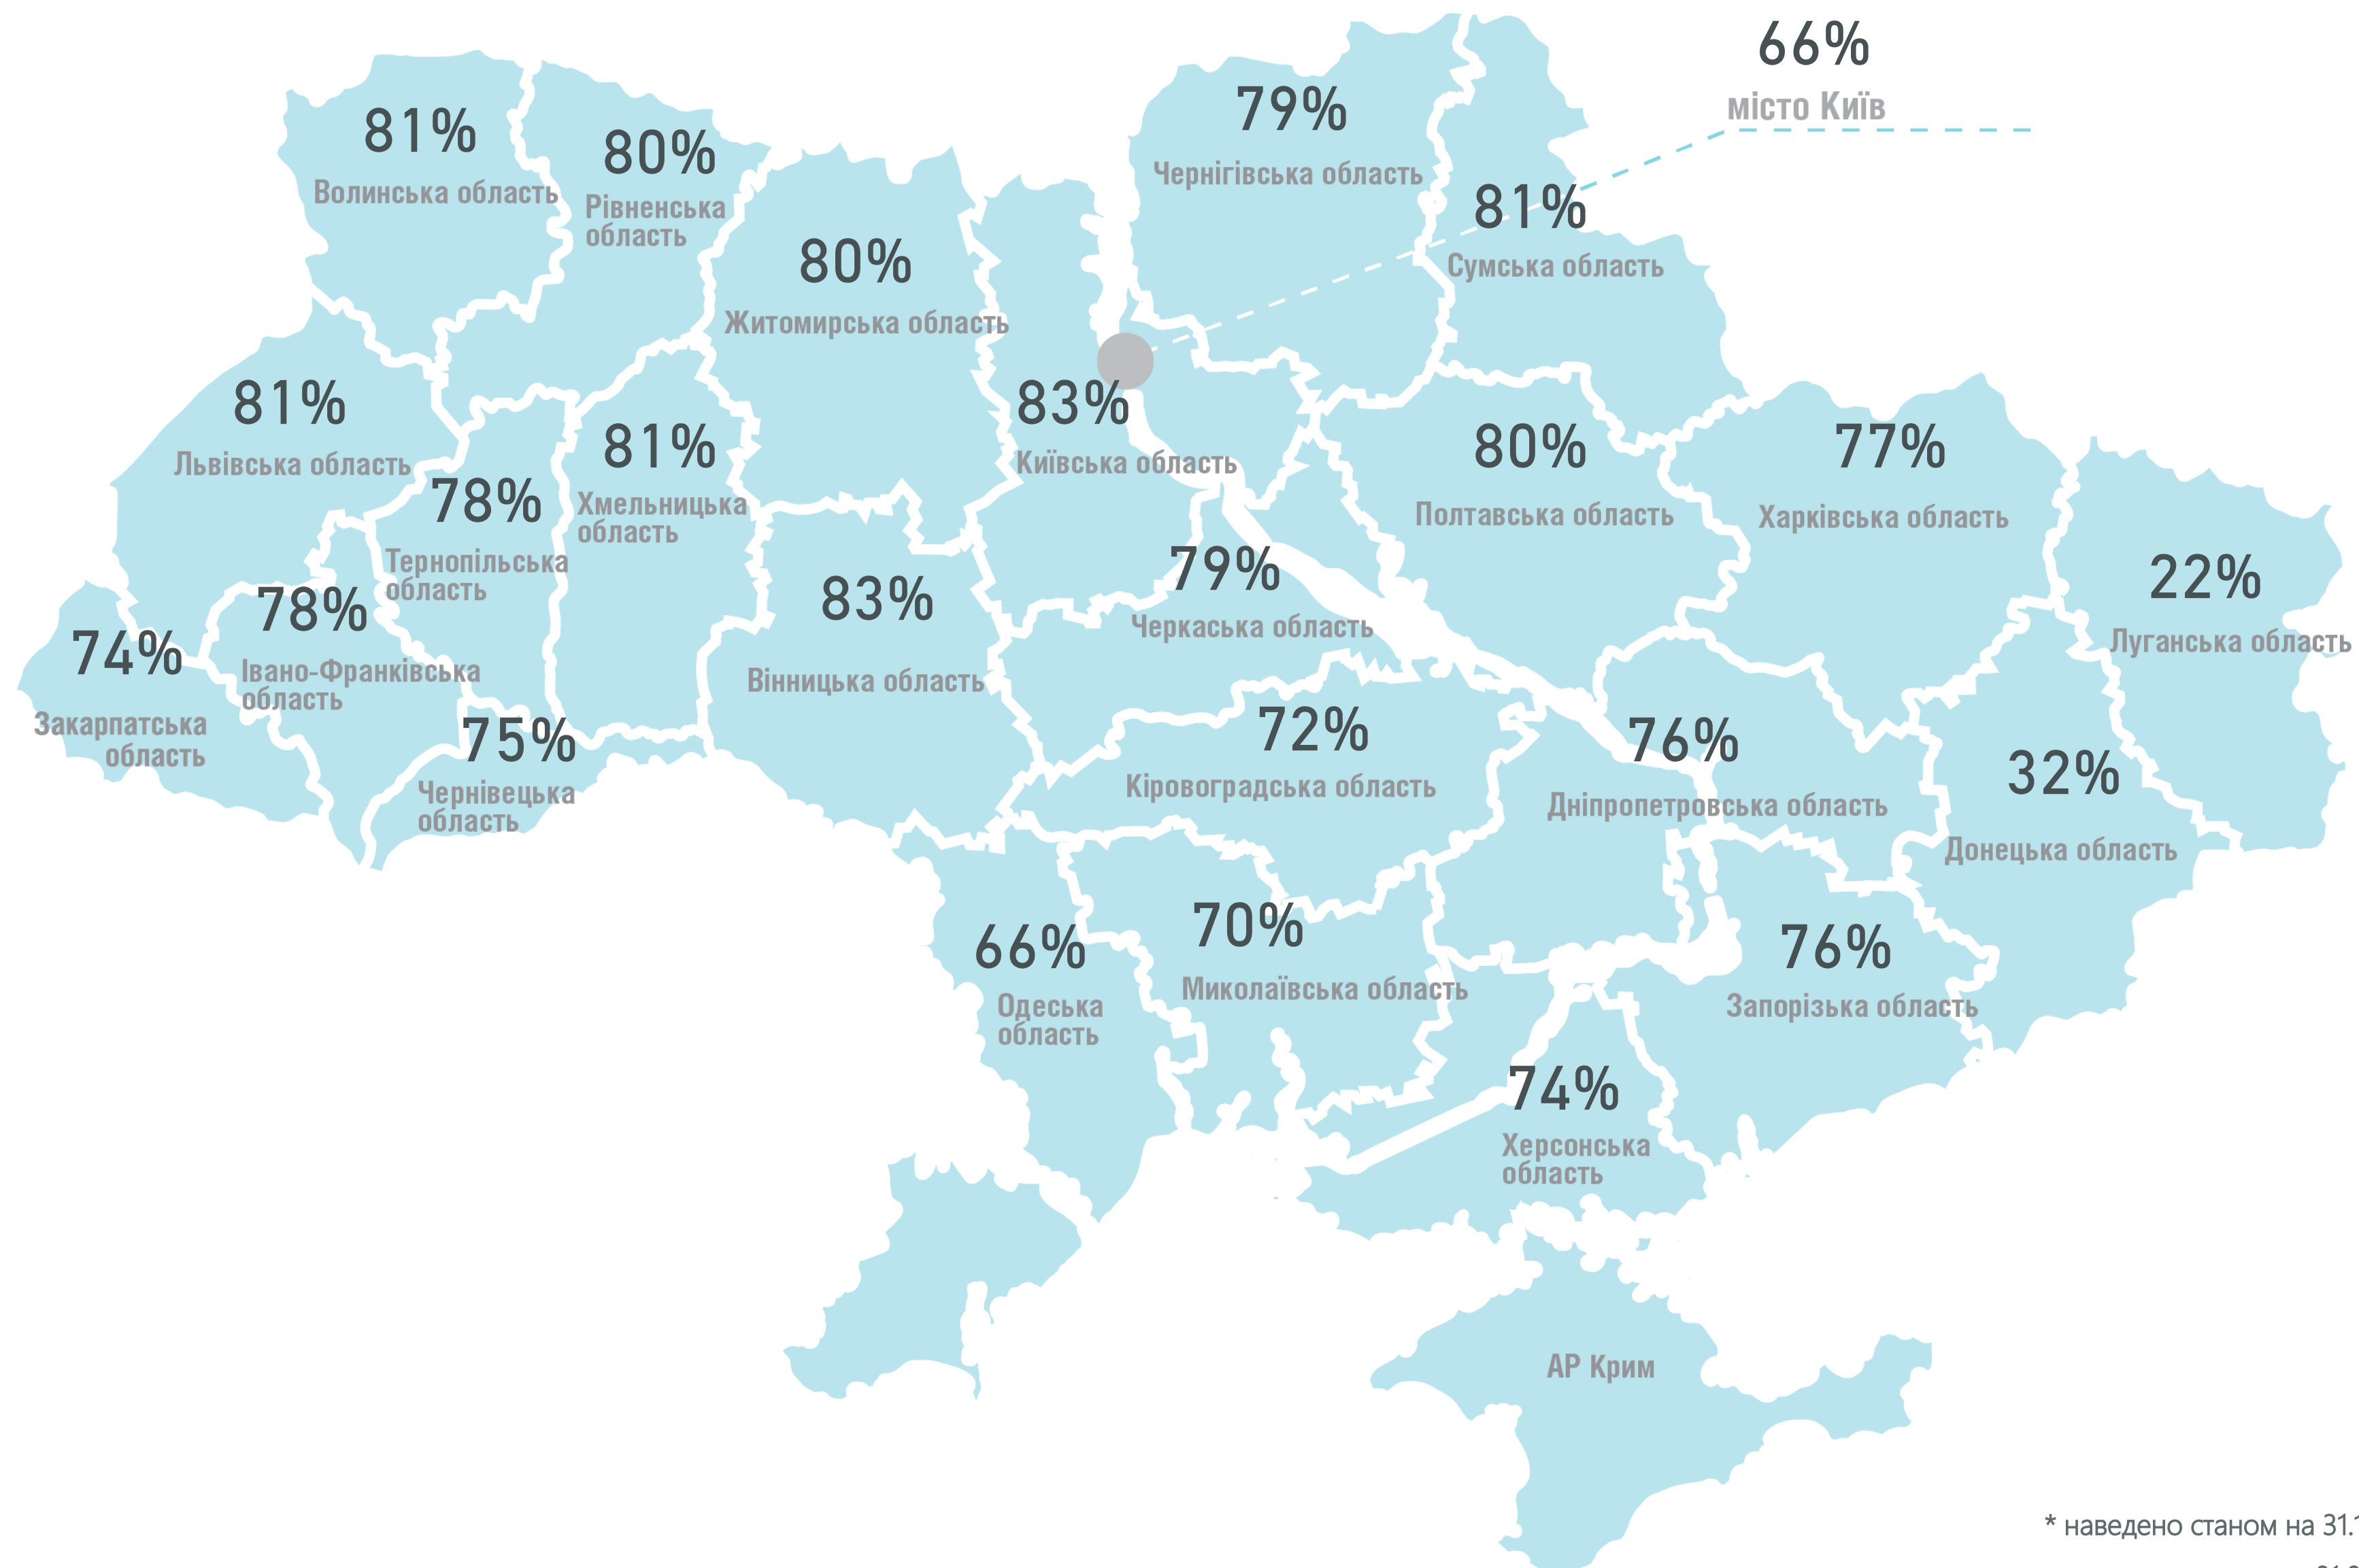 66%
місто Київ
79%
Чернігівська область
81%
Волинська область
80%
Рівненська
область
81%
Сумська область
80%
Житомирська область
81%
Львівська область
83%
Київська область
81%
Хмельницька
область
80%
Полтавська область
77%
Харківська область
78%
Тернопільська
область
79%
Черкаська область
22%
Луганська область
83%
Вінницька область
78%
Івано-Франківська
область
74%
Закарпатська
область
75%
Чернівецька
область
72%
Кіровоградська область
76%
Дніпропетровська область
32%
Донецька область
66%
Одеська
область
70%
Миколаївська область
76%
Запорізька область
74%
Херсонська
область
АР Крим
* наведено станом на 31.